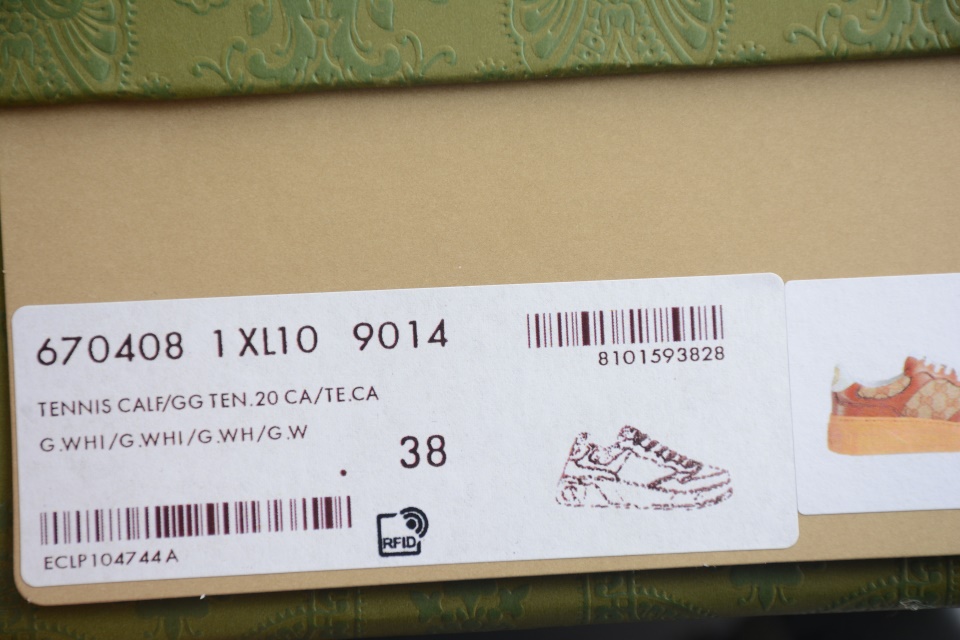 670408 1XL10 9014
8101593828
TENNIS CALF/GG TEN.20 CA/TE.CA
G.WHI/G.WHI/G.WH/G.W
38
RFID
ECLP104744A